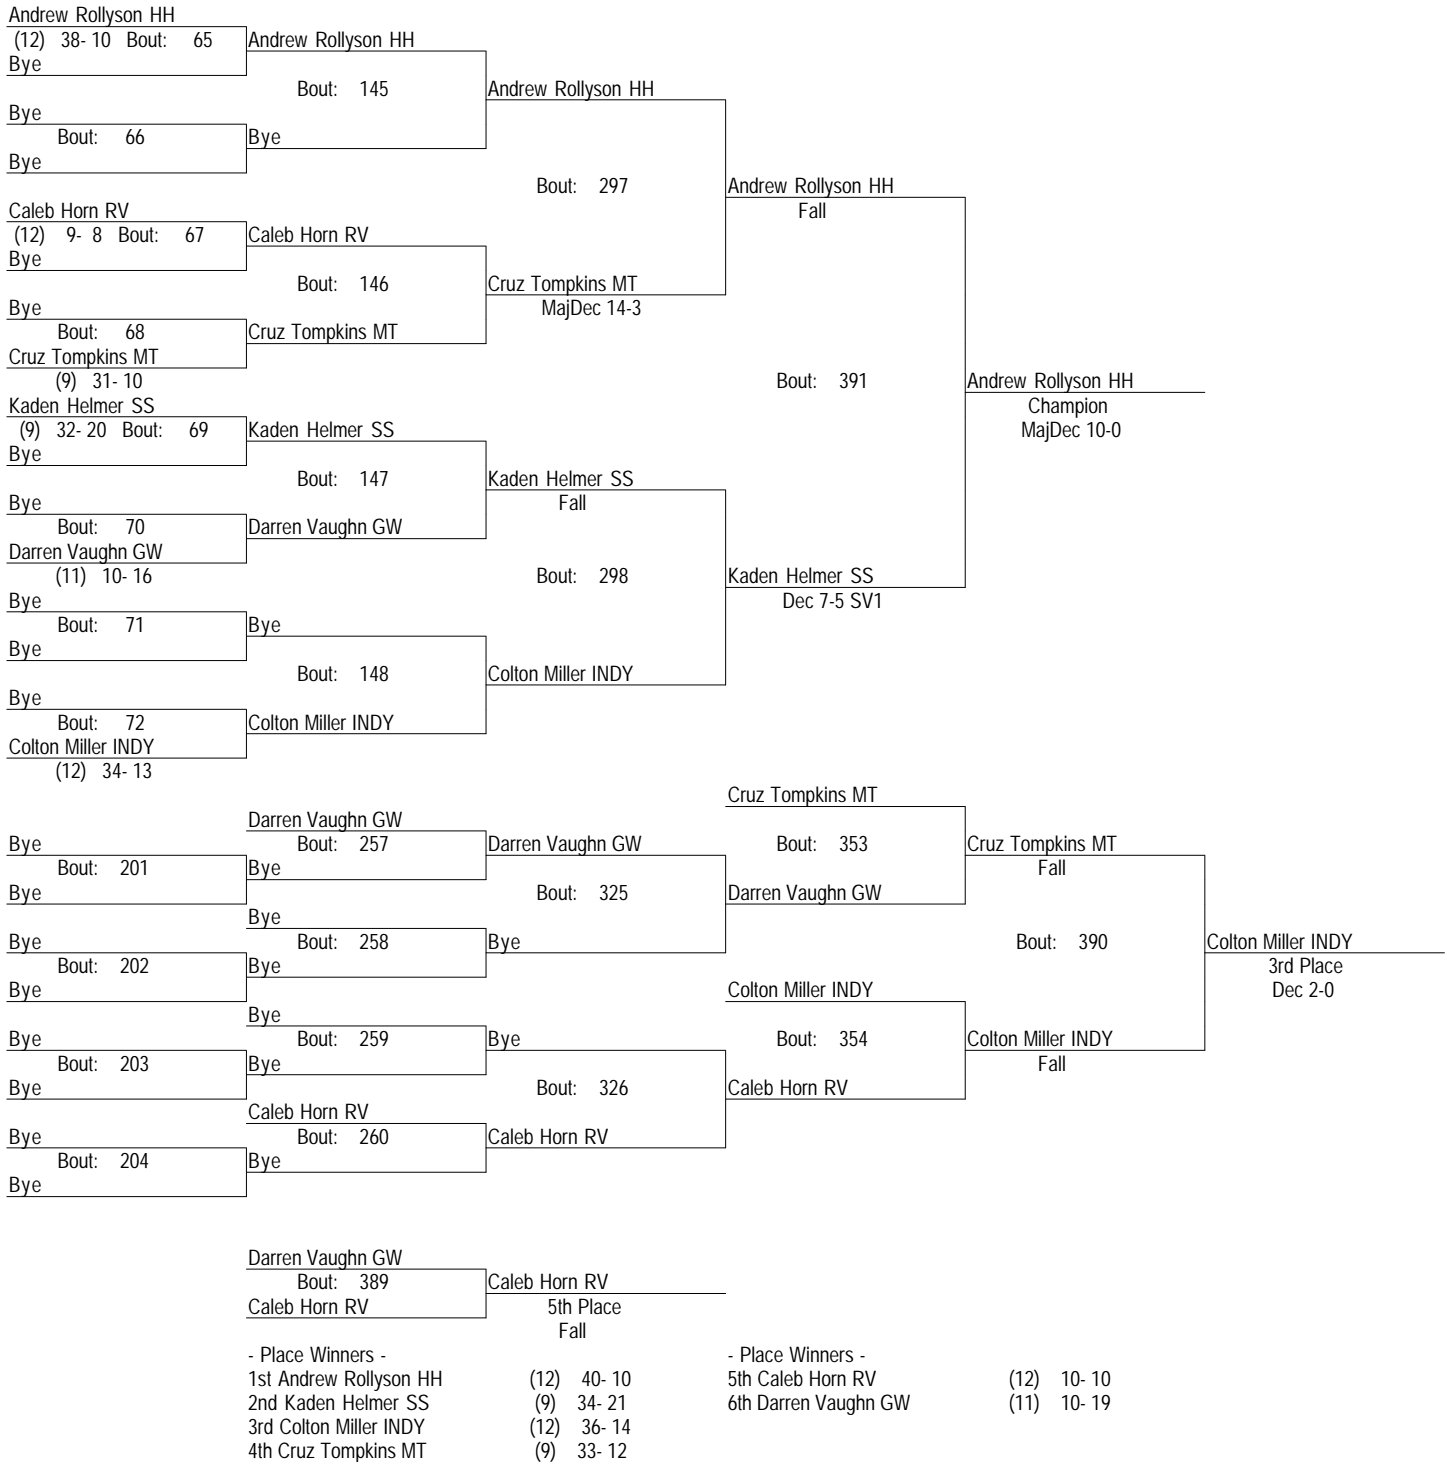 Andrew Rollyson HH
(12) 38- 10 Bout: 65 Andrew Rollyson HH
Bye
Bout: 145 Andrew Rollyson HH
Bye
Bout: 66 Bye
Bye
Bout: 297 Andrew Rollyson HH
Fall
Caleb Horn RV
(12) 9- 8 Bout: 67 Caleb Horn RV
Bye
Bout: 146 Cruz Tompkins MT
Bye MajDec 14-3
Bout: 68 Cruz Tompkins MT
Cruz Tompkins MT
(9) 31- 10 Bout: 391 Andrew Rollyson HH
Kaden Helmer SS Champion
(9) 32- 20 Bout: 69 Kaden Helmer SS MajDec 10-0
Bye
Bout: 147 Kaden Helmer SS
Bye Fall
Bout: 70 Darren Vaughn GW
Darren Vaughn GW
(11) 10- 16 Bout: 298 Kaden Helmer SS
Bye Dec 7-5 SV1
Bout: 71 Bye
Bye
Bout: 148 Colton Miller INDY
Bye
Bout: 72 Colton Miller INDY
Colton Miller INDY
(12) 34- 13
Cruz Tompkins MT
Darren Vaughn GW
Bye Bout: 257 Darren Vaughn GW Bout: 353 Cruz Tompkins MT
Bout: 201 Bye Fall
Bye Bout: 325 Darren Vaughn GW
Bye
Bye Bout: 258 Bye Bout: 390 Colton Miller INDY
Bout: 202 Bye 3rd Place
Bye Colton Miller INDY Dec 2-0
Bye
Bye Bout: 259 Bye Bout: 354 Colton Miller INDY
Bout: 203 Bye Fall
Bye Bout: 326 Caleb Horn RV
Caleb Horn RV
Bye Bout: 260 Caleb Horn RV
Bout: 204 Bye
Bye
Darren Vaughn GW
Bout: 389 Caleb Horn RV
Caleb Horn RV 5th Place
Fall
- Place Winners - - Place Winners -
1st Andrew Rollyson HH (12) 40- 10 5th Caleb Horn RV (12) 10- 10
2nd Kaden Helmer SS (9) 34- 21 6th Darren Vaughn GW (11) 10- 19
3rd Colton Miller INDY (12) 36- 14
4th Cruz Tompkins MT (9) 33- 12